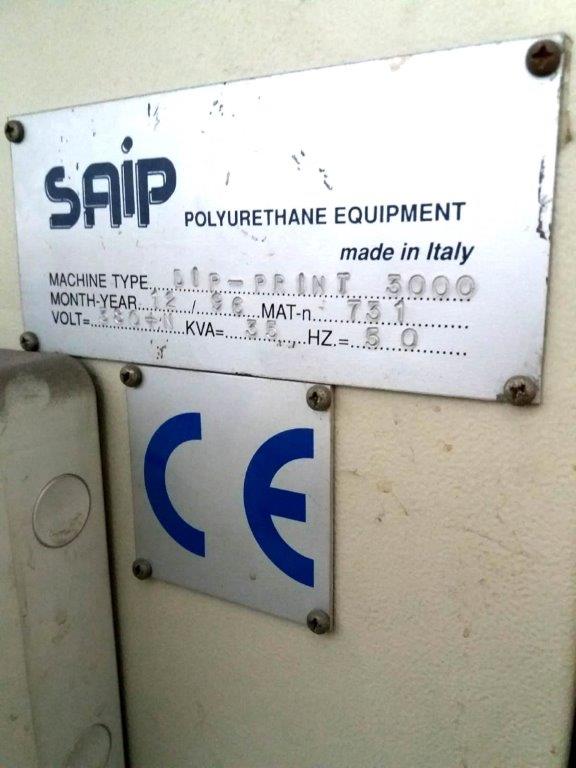 SAIP POLYURETHANE EQUIPMENT
made in Italy
MACHINE TYPE DIP-PRINT 3000
MONTH-YEAR. 12 / 96 MAT-n. 731
VOLT= 380+N KVA= 35 HZ.= 50
CE